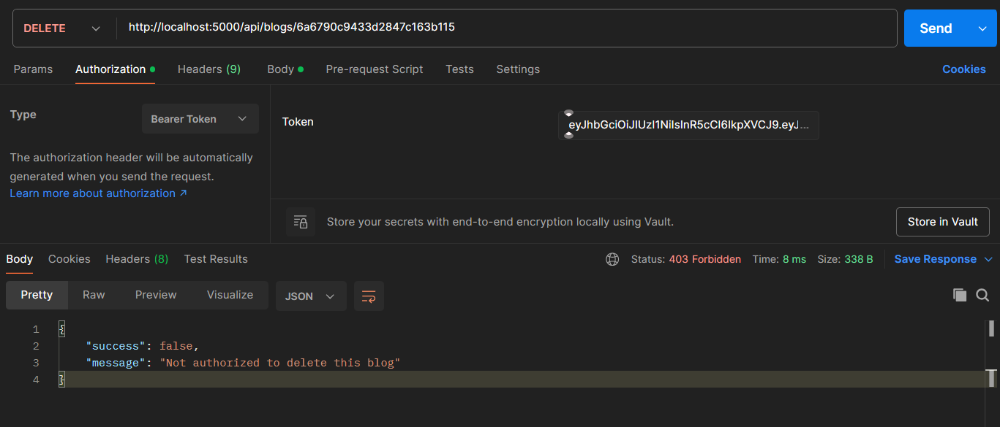 DELETE http://localhost:5000/api/blogs/6a6790c9433d2847c163b115 Send
Params Authorization Headers (9) Body Pre-request Script Tests Settings Cookies
Type Bearer Token
Token eyJhbGciOiJIUzI1NiIsInR5cCI6IkpXVCJ9.eyJ...
The authorization header will be automatically
generated when you send the request.
Learn more about authorization ↗
Store your secrets with end-to-end encryption locally using Vault. Store in Vault
Body Cookies Headers (8) Test Results Status: 403 Forbidden Time: 8 ms Size: 338 B Save Response
Pretty Raw Preview Visualize JSON
1 {
2 "success": false,
3 "message": "Not authorized to delete this blog"
4 }